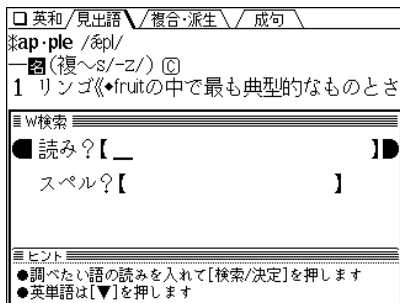 英和 見出語 複合・派生 成句
*ap·ple /ǽpl/
━名(複~s/-z/) Ⓒ
1 リンゴ《◆fruitの中で最も典型的なものとさ
W検索
読み?【 】
スペル?【 】
ヒント
●調べたい語の読みを入れて[検索/決定]を押します
●英単語は[▼]を押します